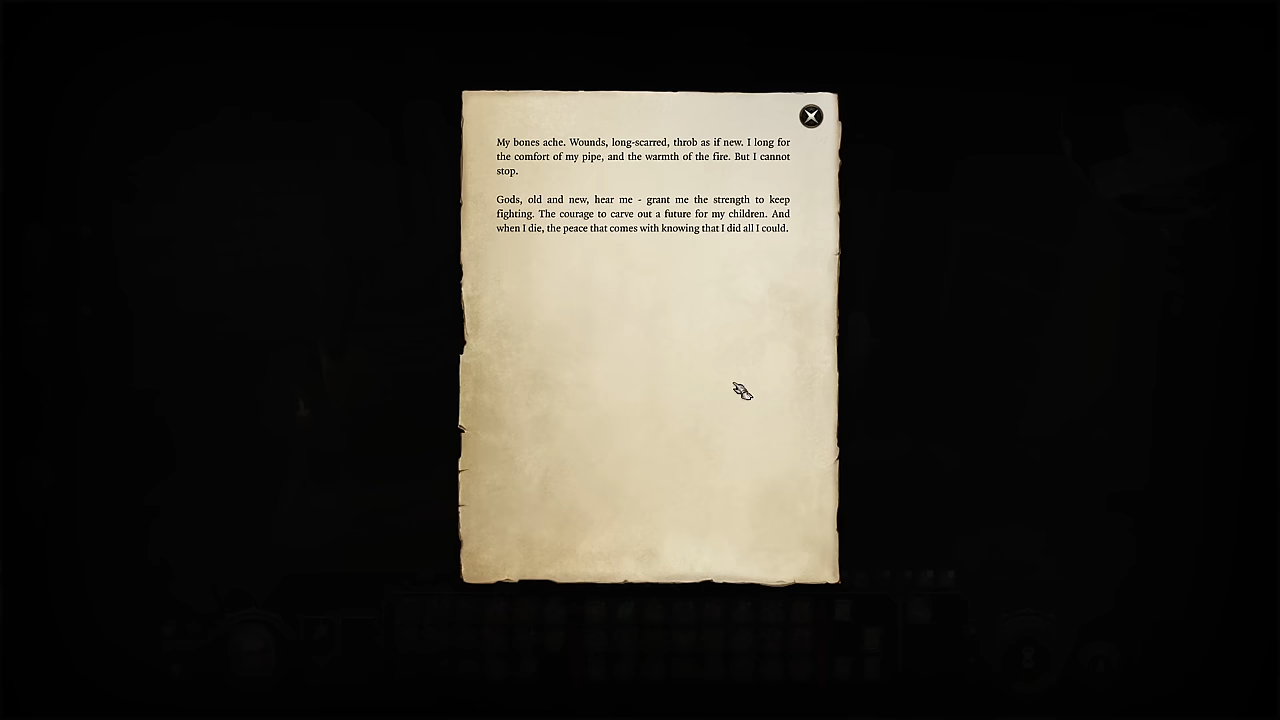 My bones ache. Wounds, long-scarred, throb as if new. I long for
the comfort of my pipe, and the warmth of the fire. But I cannot
stop.
Gods, old and new, hear me - grant me the strength to keep
fighting. The courage to carve out a future for my children. And
when I die, the peace that comes with knowing that I did all I could.